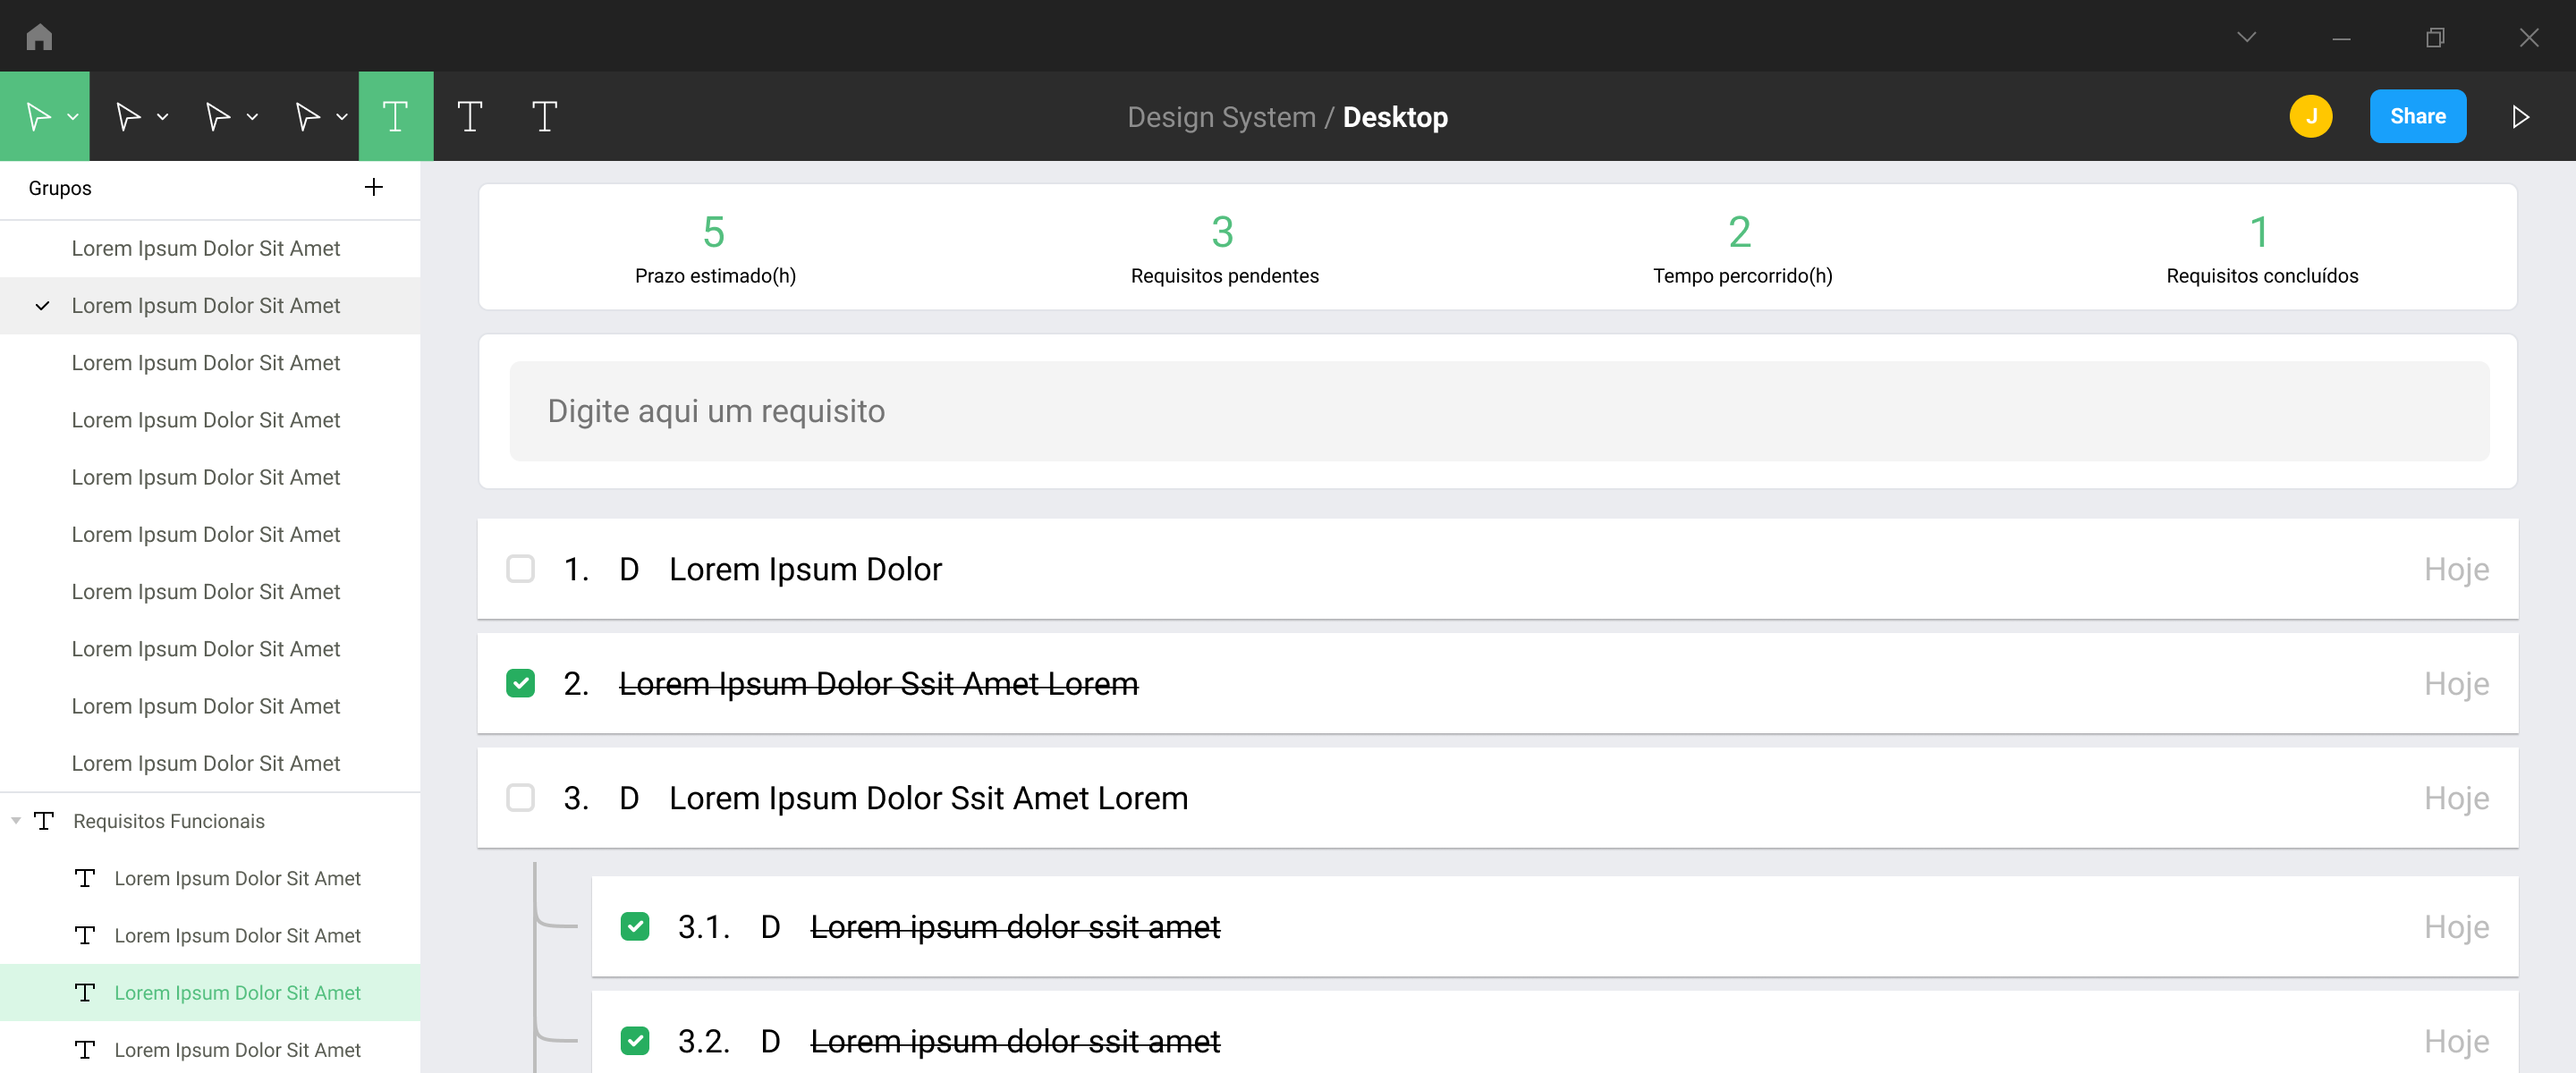 Design System / Desktop
J
Share
Grupos
Lorem Ipsum Dolor Sit Amet
Lorem Ipsum Dolor Sit Amet
Lorem Ipsum Dolor Sit Amet
Lorem Ipsum Dolor Sit Amet
Lorem Ipsum Dolor Sit Amet
Lorem Ipsum Dolor Sit Amet
Lorem Ipsum Dolor Sit Amet
Lorem Ipsum Dolor Sit Amet
Lorem Ipsum Dolor Sit Amet
Lorem Ipsum Dolor Sit Amet
Requisitos Funcionais
Lorem Ipsum Dolor Sit Amet
Lorem Ipsum Dolor Sit Amet
Lorem Ipsum Dolor Sit Amet
Lorem Ipsum Dolor Sit Amet
5
Prazo estimado(h)
3
Requisitos pendentes
2
Tempo percorrido(h)
1
Requisitos concluídos
Digite aqui um requisito
1. D Lorem Ipsum Dolor Hoje
2. Lorem Ipsum Dolor Ssit Amet Lorem Hoje
3. D Lorem Ipsum Dolor Ssit Amet Lorem Hoje
3.1. D Lorem ipsum dolor ssit amet Hoje
3.2. D Lorem ipsum dolor ssit amet Hoje